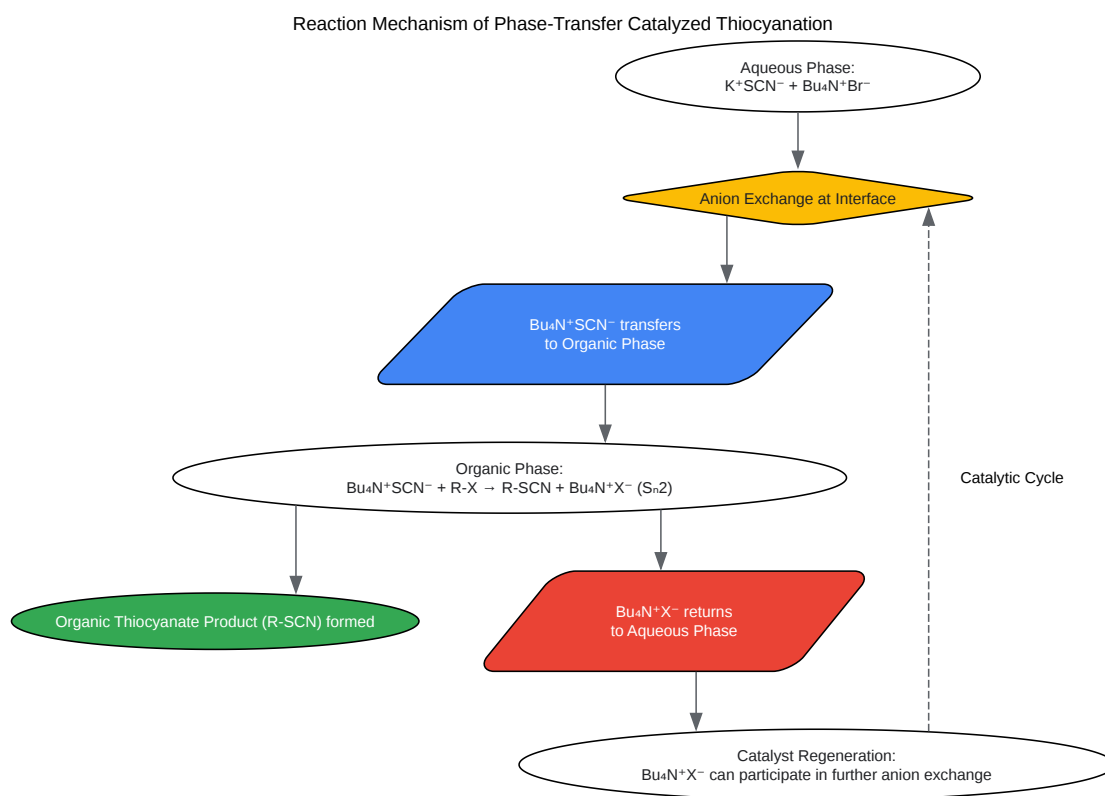 Reaction Mechanism of Phase-Transfer Catalyzed Thiocyanation
Aqueous Phase:
K⁺SCN⁻ + Bu₄N⁺Br⁻
Anion Exchange at Interface
Bu₄N⁺SCN⁻ transfers
to Organic Phase
Organic Phase:
Bu₄N⁺SCN⁻ + R-X → R-SCN + Bu₄N⁺X⁻ (Sₙ2)
Catalytic Cycle
Organic Thiocyanate Product (R-SCN) formed
Bu₄N⁺X⁻ returns
to Aqueous Phase
Catalyst Regeneration:
Bu₄N⁺X⁻ can participate in further anion exchange